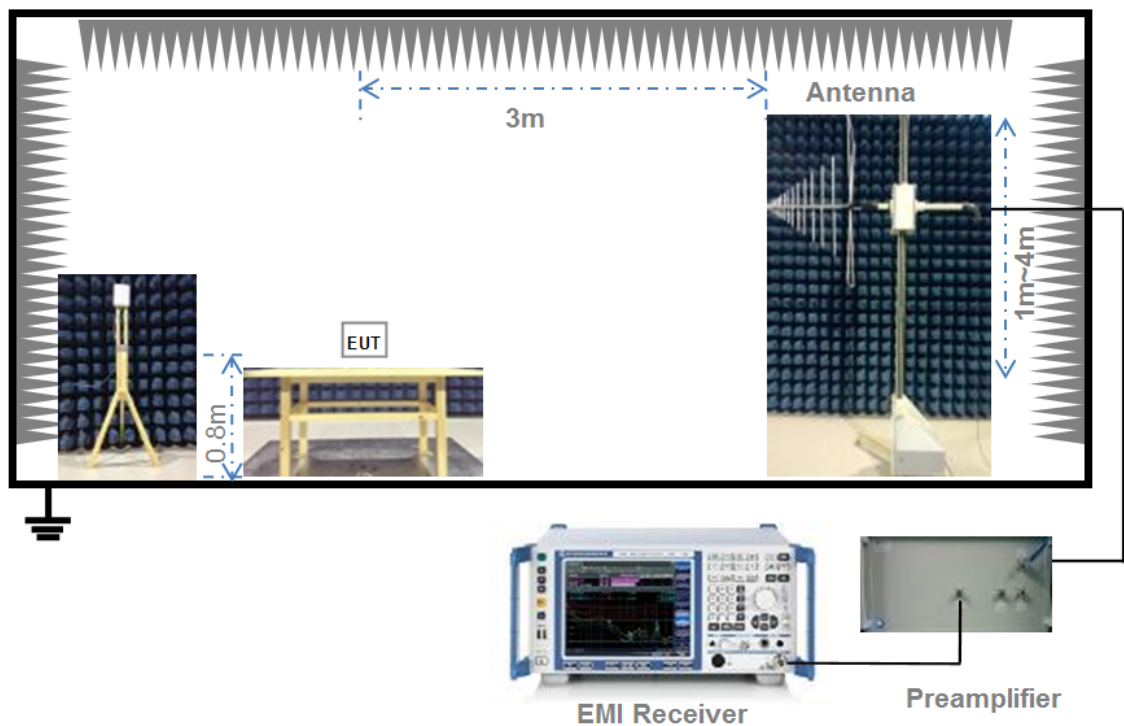 Antenna
3m
1m~4m
EUT
0.8m
EMI Receiver
Preamplifier